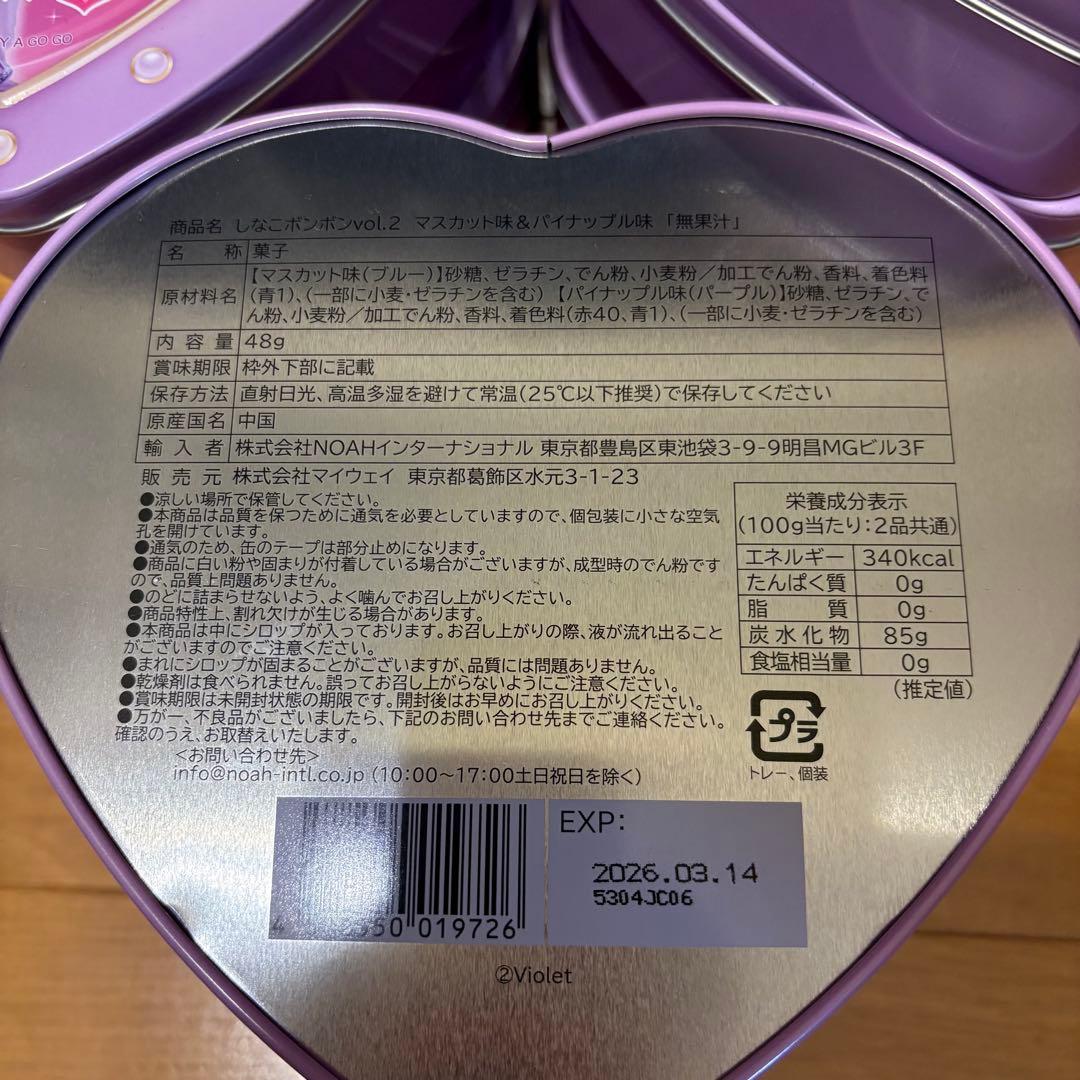 Y A GO GO
商品名 しなこボンボンvol.2 マスカット味＆パイナップル味 「無果汁」
名 称 菓子
原材料名 【マスカット味(ブルー)】砂糖、ゼラチン、でん粉、小麦粉／加工でん粉、香料、着色料
(青1)、(一部に小麦・ゼラチンを含む) 【パイナップル味(パープル)】砂糖、ゼラチン、で
ん粉、小麦粉／加工でん粉、香料、着色料(赤40、青1)、(一部に小麦・ゼラチンを含む)
内容量 48g
賞味期限 枠外下部に記載
保存方法 直射日光、高温多湿を避けて常温(25℃以下推奨)で保存してください
原産国名 中国
輸入者 株式会社NOAHインターナショナル 東京都豊島区東池袋3-9-9明昌MGビル3F
販売元 株式会社マイウェイ 東京都葛飾区水元3-1-23
●涼しい場所で保管してください。
●本商品は品質を保つために通気を必要としていますので、個包装に小さな空気
孔を開けています。
●通気のため、缶のテープは部分止めになります。
●商品に白い粉や固まりが付着している場合がございますが、成型時のでん粉です
ので、品質上問題ありません。
●のどに詰まらせないよう、よく噛んでお召し上がりください。
●商品特性上、割れ欠けが生じる場合があります。
●本商品は中にシロップが入っております。お召し上がりの際、液が流れ出ること
がございますのでご注意ください。
●まれにシロップが固まることがございますが、品質には問題ありません。
●乾燥剤は食べられません。誤ってお召し上がらないようにご注意ください。
●賞味期限は未開封状態の期限です。開封後はお早めにお召し上がりください。
●万が一、不良品がございましたら、下記のお問い合わせ先までご連絡ください。
確認のうえ、お取替えいたします。
<お問い合わせ先>
info@noah-intl.co.jp (10:00～17:00土日祝日を除く)
栄養成分表示
(100g当たり：2品共通)
エネルギー 340kcal
たんぱく質 0g
脂質 0g
炭水化物 85g
食塩相当量 0g
(推定値)
プラ
トレー、個装
50 019726
EXP:
2026.03.14
5304JC06
②Violet